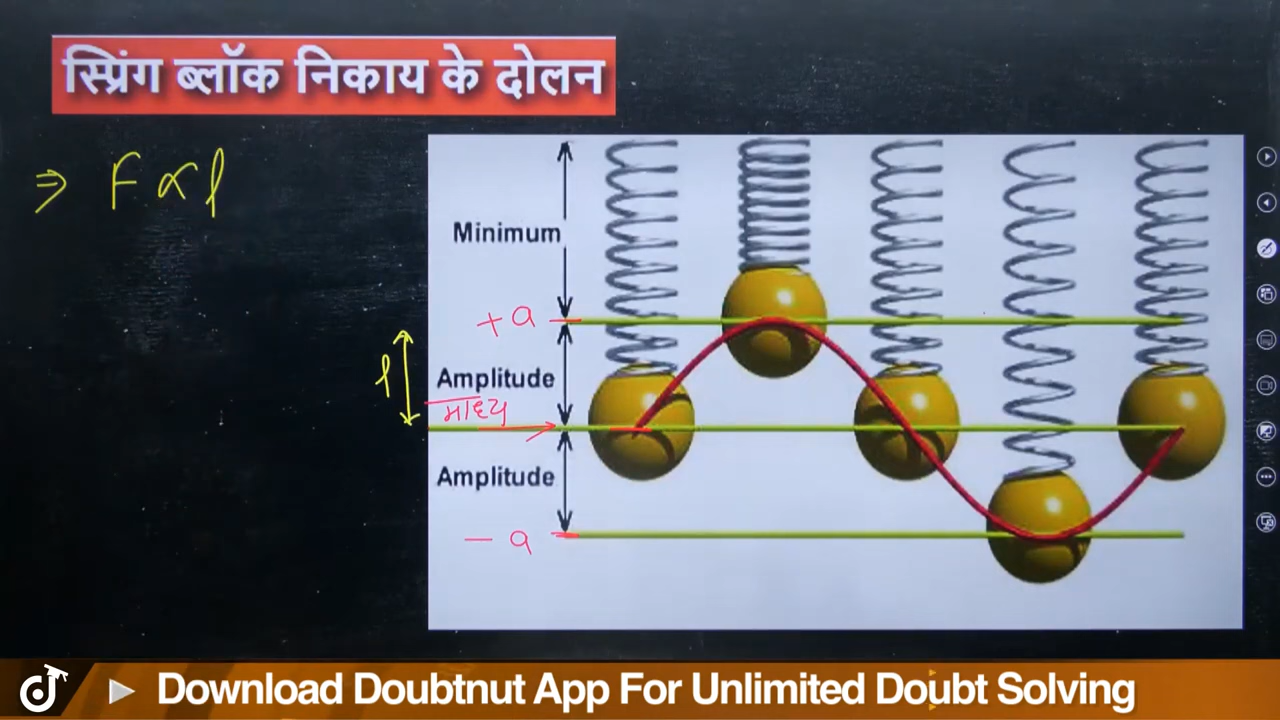 स्प्रिंग ब्लॉक निकाय के दोलन
⇒ F ∝ l
Minimum
+ a
l
Amplitude
माध्य
Amplitude
- a
Download Doubtnut App For Unlimited Doubt Solving